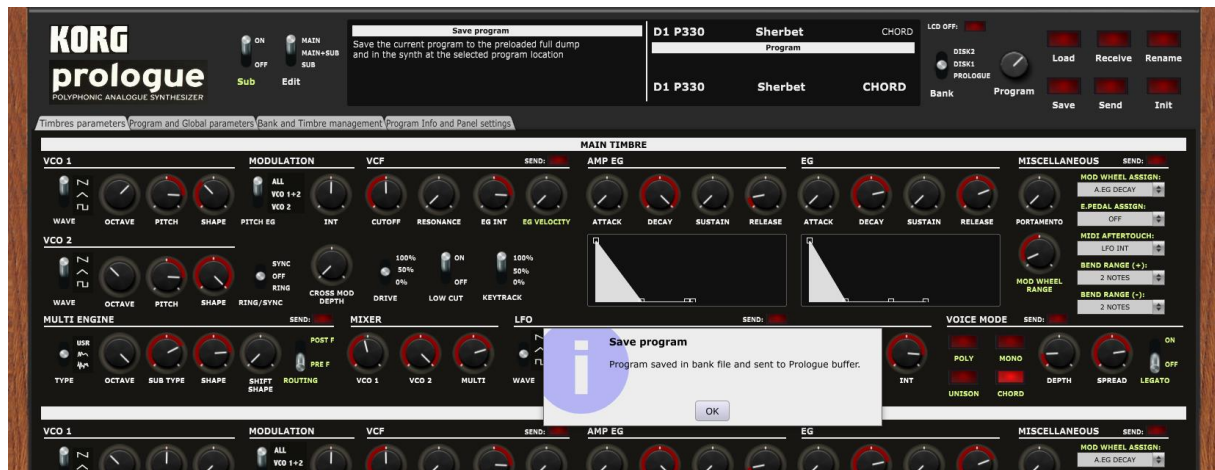 KORG
prologue
POLYPHONIC ANALOGUE SYNTHESIZER
ON
OFF
Sub
MAIN
MAIN+SUB
SUB
Edit
Save program
Save the current program to the preloaded full dump
and in the synth at the selected program location
D1 P330 Sherbet CHORD
Program
D1 P330 Sherbet CHORD
LCD OFF:
DISK2
DISK1
PROLOGUE
Bank
Program
Load Receive Rename
Save Send Init
Timbres parameters Program and Global parameters Bank and Timbre management Program Info and Panel settings
MAIN TIMBRE
VCO 1 MODULATION VCF SEND: AMP EG EG MISCELLANEOUS SEND:
ALL
VCO 1+2
VCO 2
MOD WHEEL ASSIGN:
A.EG DECAY
E.PEDAL ASSIGN:
OFF
WAVE OCTAVE PITCH SHAPE PITCH EG INT CUTOFF RESONANCE EG INT EG VELOCITY ATTACK DECAY SUSTAIN RELEASE ATTACK DECAY SUSTAIN RELEASE PORTAMENTO
MIDI AFTERTOUCH:
LFO INT
BEND RANGE (+):
2 NOTES
BEND RANGE (-):
2 NOTES
MOD WHEEL
RANGE
VCO 2
SYNC
OFF
RING
100%
50%
0%
ON
OFF
100%
50%
0%
WAVE OCTAVE PITCH SHAPE RING/SYNC CROSS MOD
DEPTH DRIVE LOW CUT KEYTRACK
MULTI ENGINE SEND: MIXER LFO SEND: VOICE MODE SEND:
USR
POST F
PRE F
TYPE OCTAVE SUB TYPE SHAPE SHIFT
SHAPE ROUTING VCO 1 VCO 2 MULTI WAVE INT
POLY MONO
UNISON CHORD
DEPTH SPREAD LEGATO
ON
OFF
Save program
Program saved in bank file and sent to Prologue buffer.
OK
VCO 1 MODULATION VCF SEND: AMP EG EG MISCELLANEOUS SEND:
ALL
VCO 1+2
MOD WHEEL ASSIGN:
A.EG DECAY